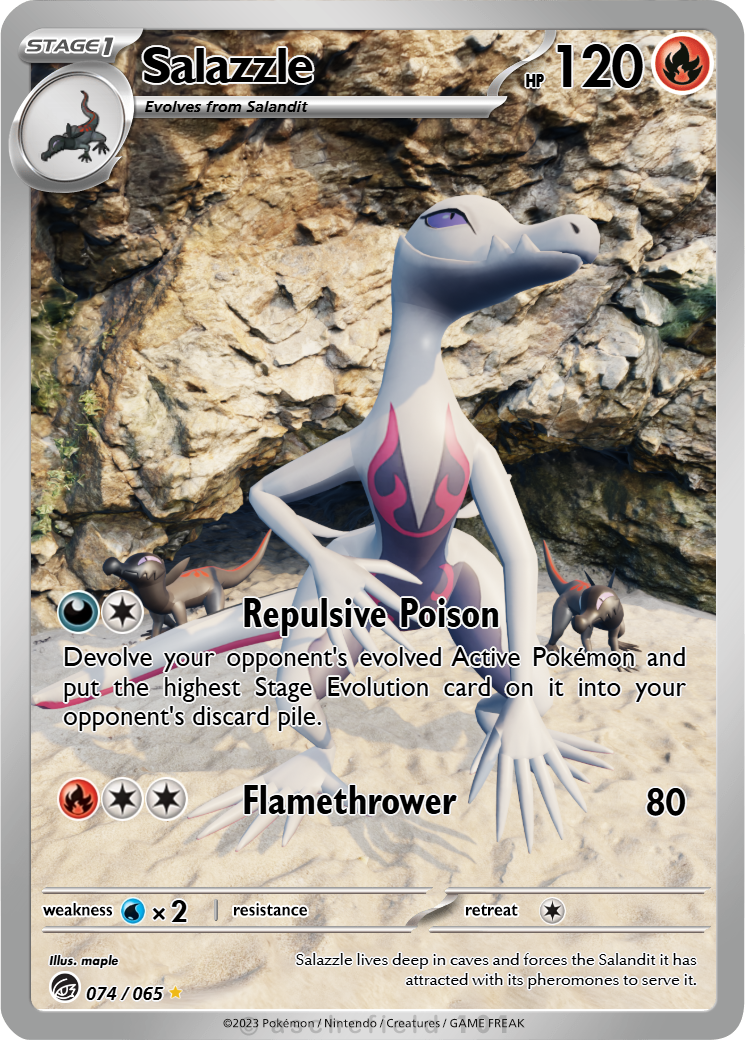 STAGE1
Salazzle
HP 120
Evolves from Salandit
Repulsive Poison
Devolve your opponent's evolved Active Pokémon and
put the highest Stage Evolution card on it into your
opponent's discard pile.
Flamethrower 80
weakness × 2 resistance retreat
Illus. maple
Salazzle lives deep in caves and forces the Salandit it has
attracted with its pheromones to serve it.
074 / 065
©2023 Pokémon / Nintendo / Creatures / GAME FREAK